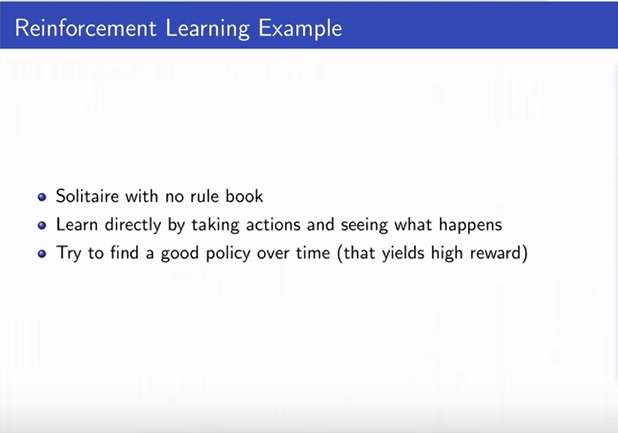 Reinforcement Learning Example
Solitaire with no rule book
Learn directly by taking actions and seeing what happens
Try to find a good policy over time (that yields high reward)